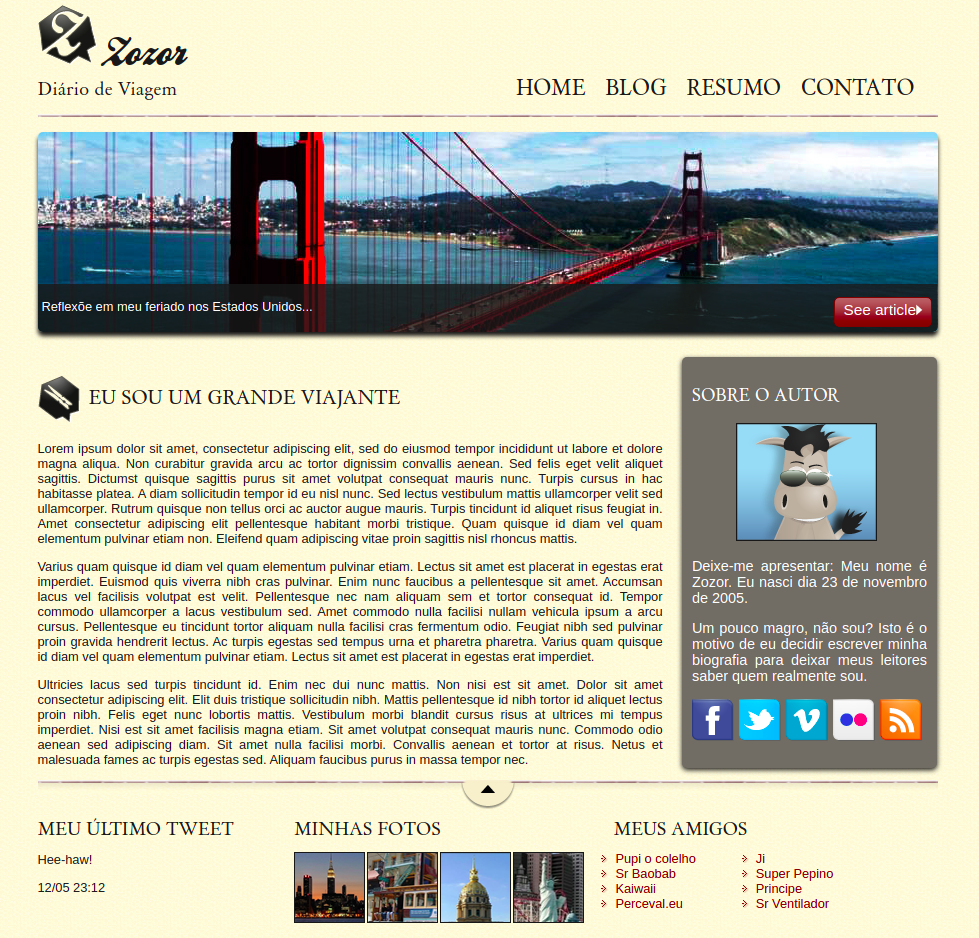 Zozor
Diário de Viagem
HOME BLOG RESUMO CONTATO
Reflexõe em meu feriado nos Estados Unidos...
See article
EU SOU UM GRANDE VIAJANTE
Lorem ipsum dolor sit amet, consectetur adipiscing elit, sed do eiusmod tempor incididunt ut labore et dolore
magna aliqua. Non curabitur gravida arcu ac tortor dignissim convallis aenean. Sed felis eget velit aliquet
sagittis. Dictumst quisque sagittis purus sit amet volutpat consequat mauris nunc. Turpis cursus in hac
habitasse platea. A diam sollicitudin tempor id eu nisl nunc. Sed lectus vestibulum mattis ullamcorper velit sed
ullamcorper. Rutrum quisque non tellus orci ac auctor augue mauris. Turpis tincidunt id aliquet risus feugiat in.
Amet consectetur adipiscing elit pellentesque habitant morbi tristique. Quam quisque id diam vel quam
elementum pulvinar etiam non. Eleifend quam adipiscing vitae proin sagittis nisl rhoncus mattis.
Varius quam quisque id diam vel quam elementum pulvinar etiam. Lectus sit amet est placerat in egestas erat
imperdiet. Euismod quis viverra nibh cras pulvinar. Enim nunc faucibus a pellentesque sit amet. Accumsan
lacus vel facilisis volutpat est velit. Pellentesque nec nam aliquam sem et tortor consequat id. Tempor
commodo ullamcorper a lacus vestibulum sed. Amet commodo nulla facilisi nullam vehicula ipsum a arcu
cursus. Pellentesque eu tincidunt tortor aliquam nulla facilisi cras fermentum odio. Feugiat nibh sed pulvinar
proin gravida hendrerit lectus. Ac turpis egestas sed tempus urna et pharetra pharetra. Varius quam quisque
id diam vel quam elementum pulvinar etiam. Lectus sit amet est placerat in egestas erat imperdiet.
Ultricies lacus sed turpis tincidunt id. Enim nec dui nunc mattis. Non nisi est sit amet. Dolor sit amet
consectetur adipiscing elit. Elit duis tristique sollicitudin nibh. Mattis pellentesque id nibh tortor id aliquet lectus
proin nibh. Felis eget nunc lobortis mattis. Vestibulum morbi blandit cursus risus at ultrices mi tempus
imperdiet. Nisi est sit amet facilisis magna etiam. Sit amet volutpat consequat mauris nunc. Commodo odio
aenean sed adipiscing diam. Sit amet nulla facilisi morbi. Convallis aenean et tortor at risus. Netus et
malesuada fames ac turpis egestas sed. Aliquam faucibus purus in massa tempor nec.
SOBRE O AUTOR
Deixe-me apresentar: Meu nome é
Zozor. Eu nasci dia 23 de novembro
de 2005.
Um pouco magro, não sou? Isto é o
motivo de eu decidir escrever minha
biografia para deixar meus leitores
saber quem realmente sou.
MEU ÚLTIMO TWEET
Hee-haw!
12/05 23:12
MINHAS FOTOS
MEUS AMIGOS
Pupi o colelho
Sr Baobab
Kaiwaii
Perceval.eu
Ji
Super Pepino
Principe
Sr Ventilador